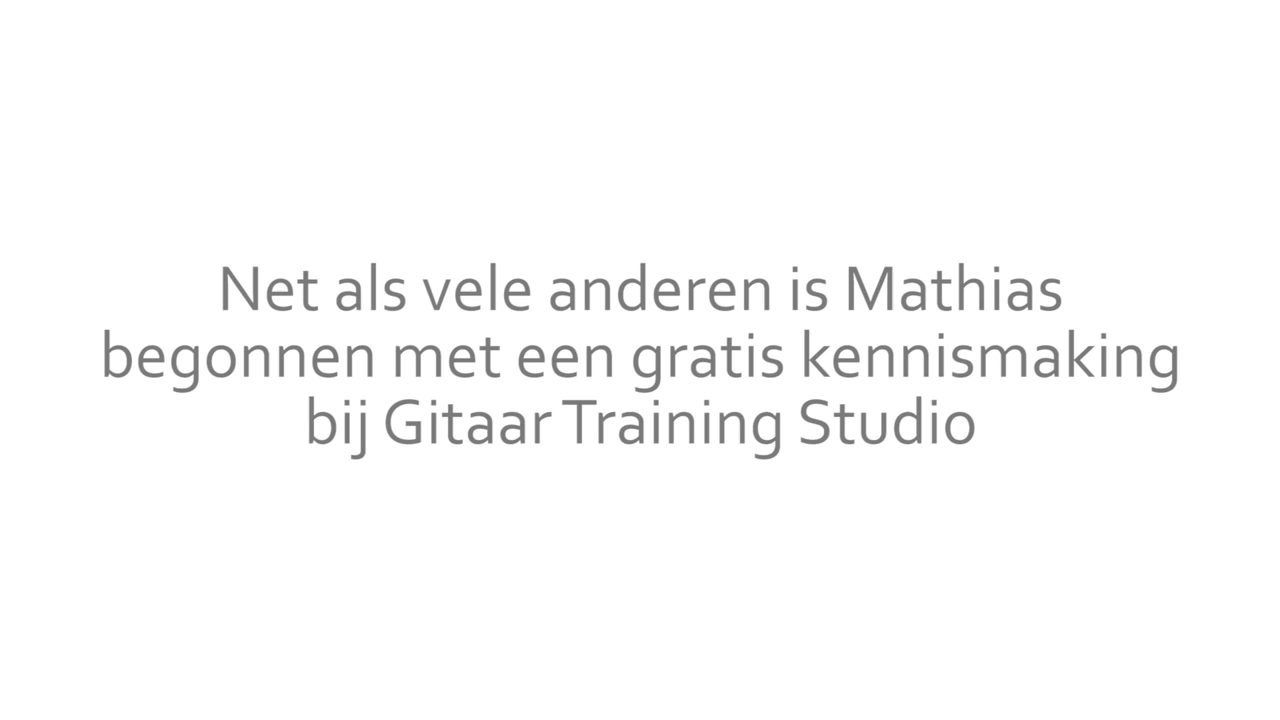 Net als vele anderen is Mathias
begonnen met een gratis kennismaking
bij Gitaar Training Studio